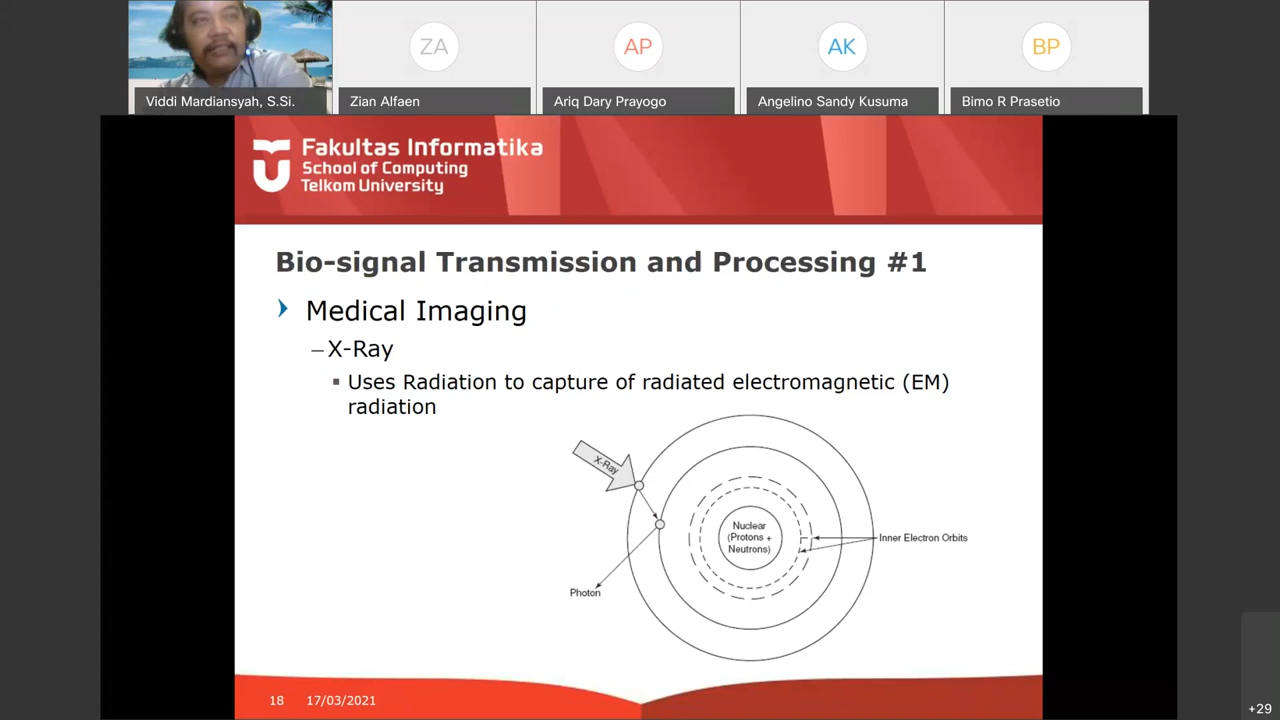 ZA
AP
AK
BP
Viddi Mardiansyah, S.Si.
Zian Alfaen
Ariq Dary Prayogo
Angelino Sandy Kusuma
Bimo R Prasetio
Fakultas Informatika
School of Computing
Telkom University
Bio-signal Transmission and Processing #1
Medical Imaging
–X-Ray
▪ Uses Radiation to capture of radiated electromagnetic (EM)
radiation
X-Ray
Nuclear
(Protons +
Neutrons)
Inner Electron Orbits
Photon
18 17/03/2021
+29